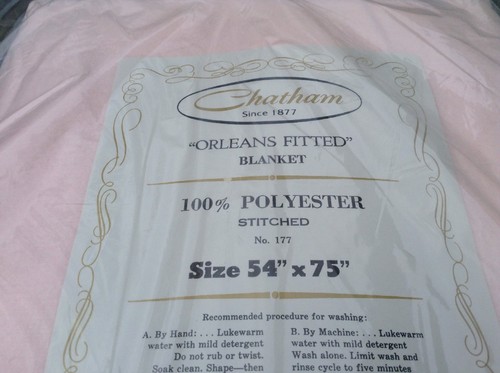 Chatham
Since 1877
"ORLEANS FITTED"
BLANKET
100% POLYESTER
STITCHED
No. 177
Size 54" x 75"
Recommended procedure for washing:
A. By Hand: . . . Lukewarm
water with mild detergent
Do not rub or twist.
Soak clean. Shape—then
B. By Machine: . . . Lukewarm
water with mild detergent
Wash alone. Limit wash and
rinse cycle to five minutes